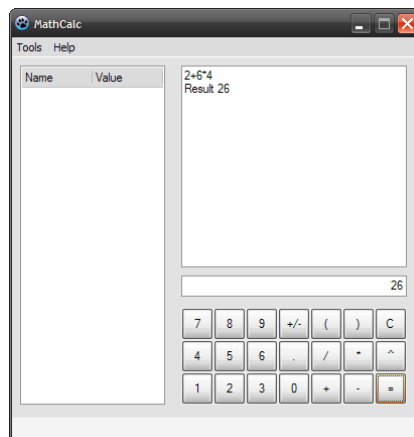 MathCalc
Tools Help
Name Value
2+6*4
Result 26
26
7 8 9 +/- ( ) C
4 5 6 . / * ^
1 2 3 0 + - =